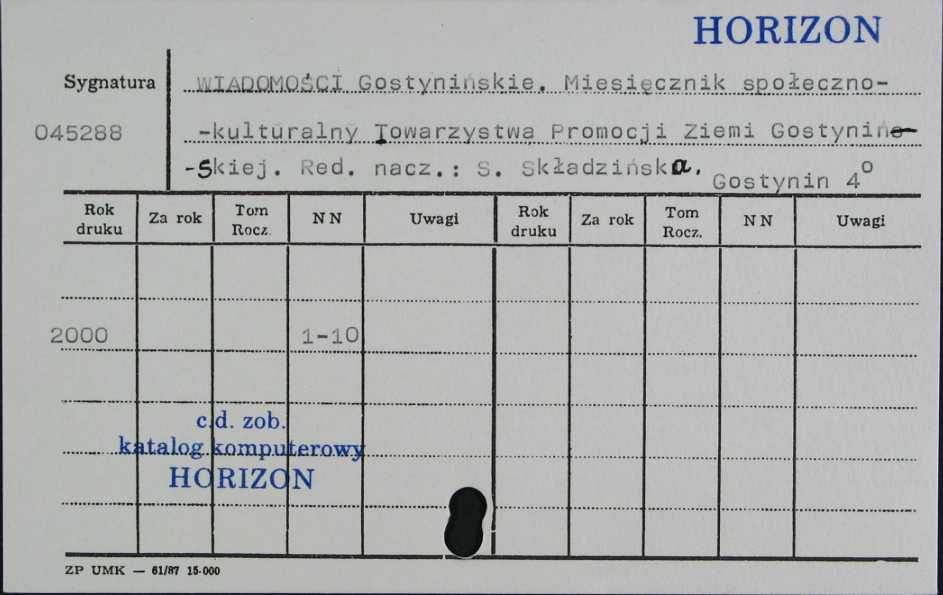 HORIZON
Sygnatura WIADOMOŚCI Gostynińskie. Miesięcznik społeczno-
045288 -kulturalny Towarzystwa Promocji Ziemi Gostynin-
-skiej. Red. nacz.: S. Składzińska.
Gostynin 4°
Rok druku Za rok Tom Rocz. NN Uwagi Rok druku Za rok Tom Rocz. NN Uwagi
2000 1-10
c.d. zob.
katalog komputerowy
HORIZON
ZP UMK — 61/87 15-000